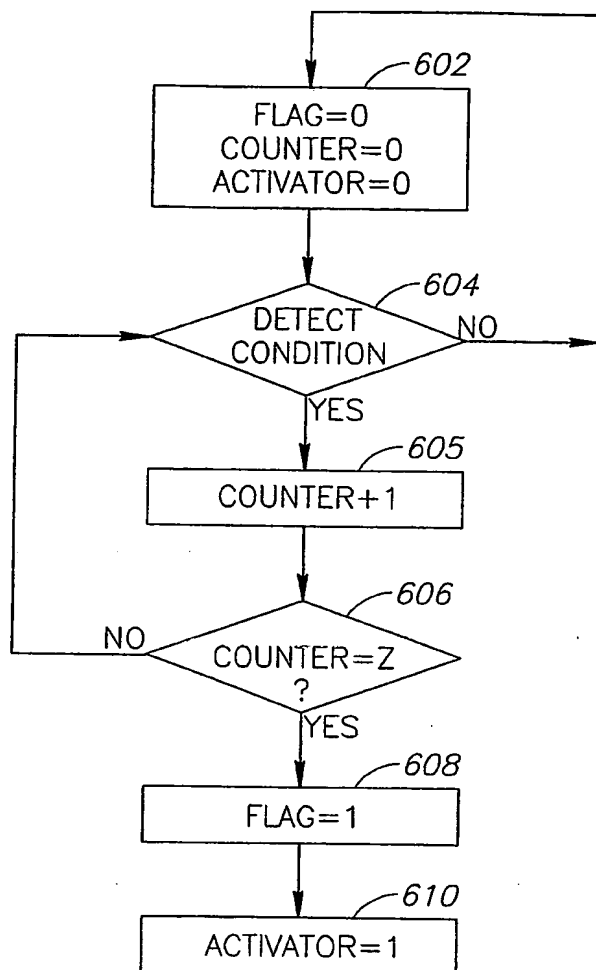 602
FLAG=0
COUNTER=0
ACTIVATOR=0
604
DETECT
CONDITION
NO
YES
605
COUNTER+1
606
NO
COUNTER=Z
?
YES
608
FLAG=1
610
ACTIVATOR=1